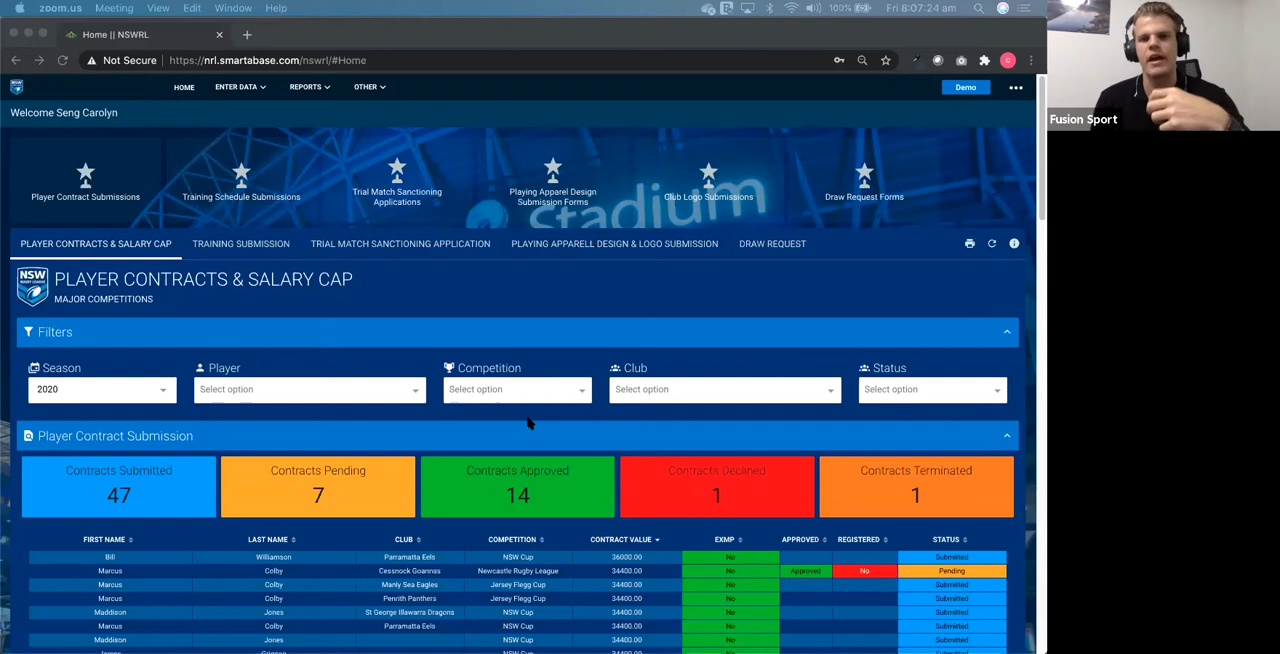 zoom.us Meeting View Edit Window Help 100% Fri 6:07:24 am
Home || NSWRL
Not Secure https://nrl.smartabase.com/nswrl/#Home C
HOME ENTER DATA REPORTS OTHER Demo
Fusion Sport
Welcome Seng Carolyn
Player Contract Submissions
Training Schedule Submissions
Trial Match Sanctioning
Applications
Playing Apparel Design
Submission Forms
Club Logo Submissions
Draw Request Forms
Stadium
PLAYER CONTRACTS & SALARY CAP TRAINING SUBMISSION TRIAL MATCH SANCTIONING APPLICATION PLAYING APPARELL DESIGN & LOGO SUBMISSION DRAW REQUEST
NSW
PLAYER CONTRACTS & SALARY CAP
MAJOR COMPETITIONS
Filters
Season Player Competition Club Status
2020 Select option Select option Select option Select option
Player Contract Submission
Contracts Submitted Contracts Pending Contracts Approved Contracts Declined Contracts Terminated
47 7 14 1 1
FIRST NAME LAST NAME CLUB COMPETITION CONTRACT VALUE EXMP APPROVED REGISTERED STATUS
Bill Williamson Parramatta Eels NSW Cup 36000.00 No Submitted
Marcus Colby Cessnock Goannas Newcastle Rugby League 34400.00 No Approved No Pending
Marcus Colby Manly Sea Eagles Jersey Flegg Cup 34400.00 No Submitted
Marcus Colby Penrith Panthers Jersey Flegg Cup 34400.00 No Submitted
Maddison Jones St George Illawarra Dragons NSW Cup 34400.00 No Submitted
Marcus Colby Parramatta Eels NSW Cup 34400.00 No Submitted
Maddison Jones NSW Cup 34400.00 No Submitted